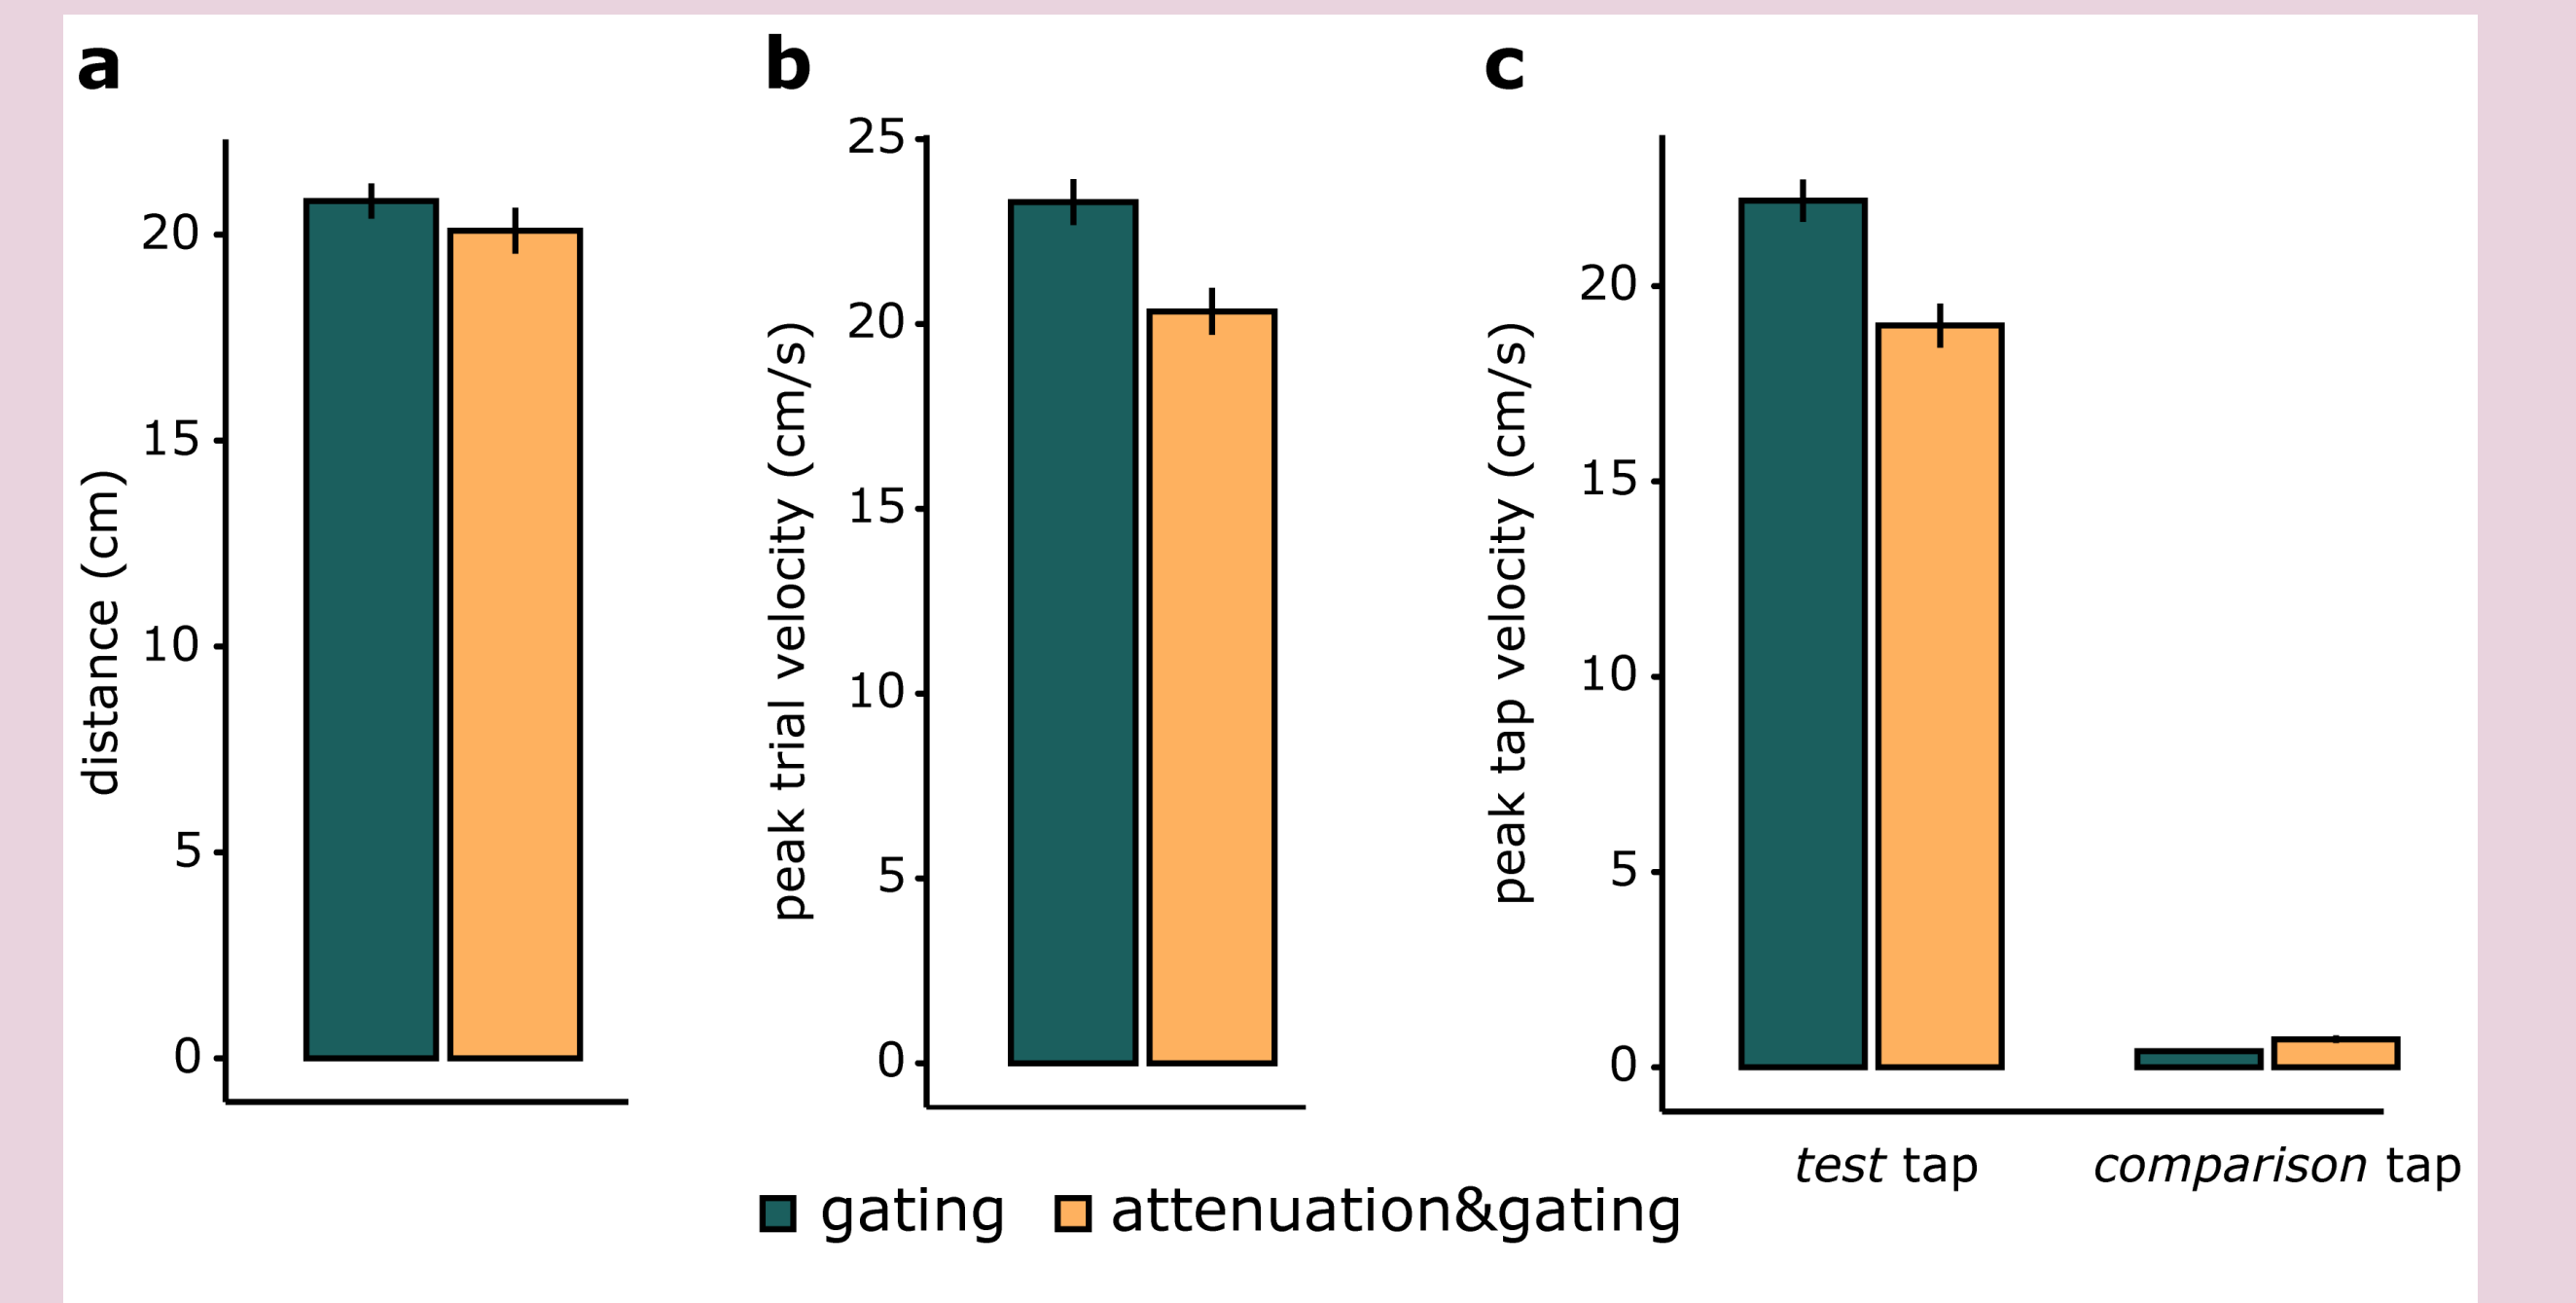 a
distance (cm)
20
15
10
5
0
b
peak trial velocity (cm/s)
25
20
15
10
5
0
c
peak tap velocity (cm/s)
20
15
10
5
0
test tap
comparison tap
gating
attenuation&gating